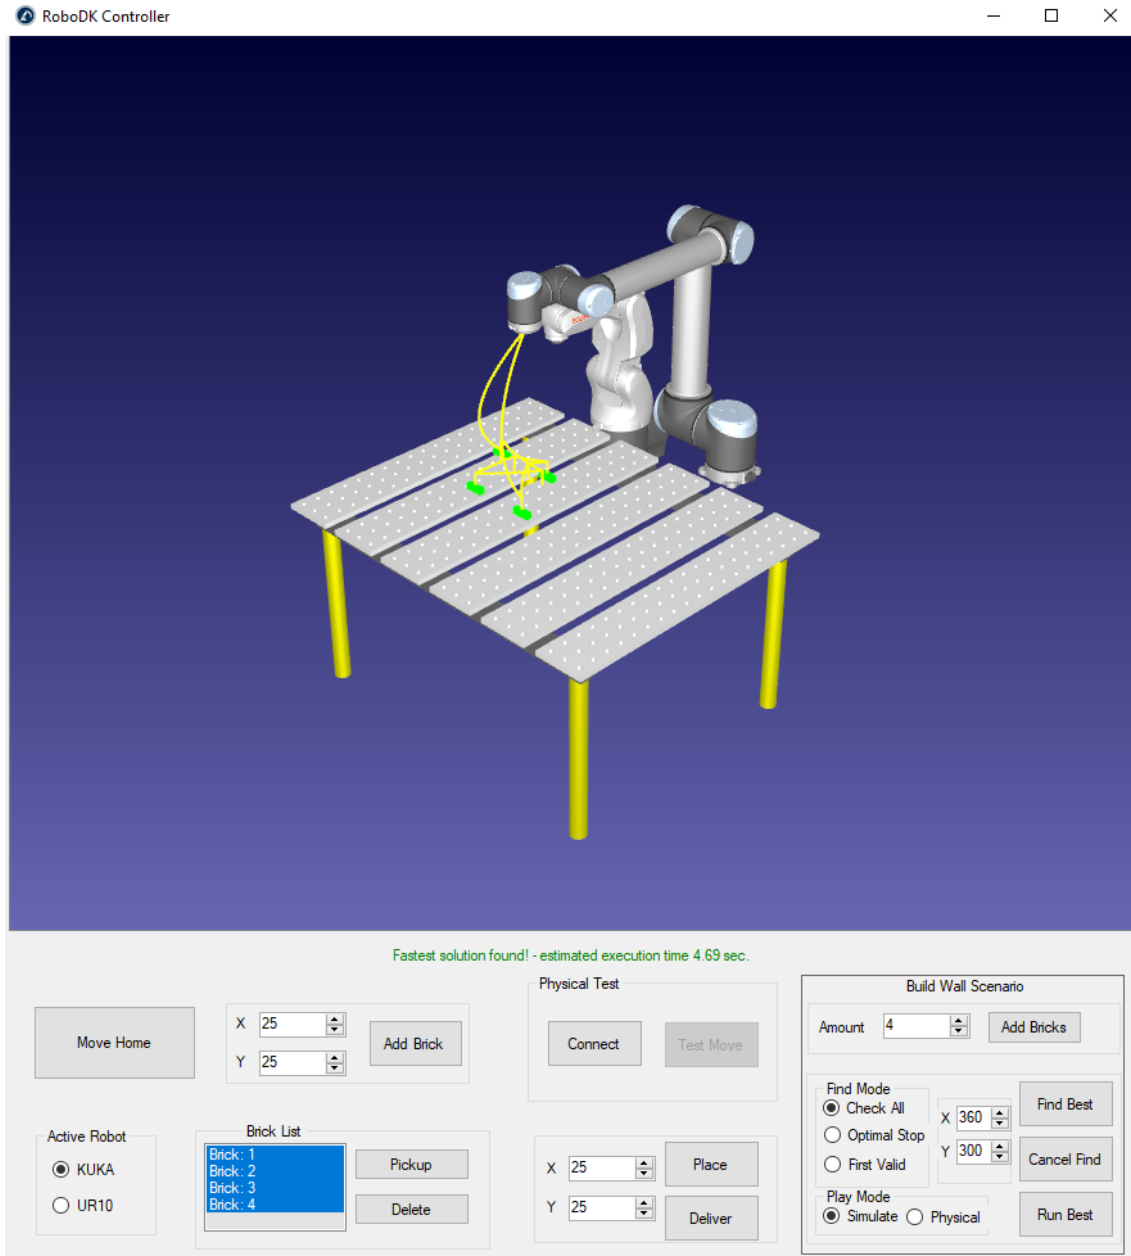 RoboDK Controller
KUKA
Fastest solution found! - estimated execution time 4.69 sec.
Move Home
X 25
Y 25
Add Brick
Physical Test
Connect
Test Move
Build Wall Scenario
Amount 4
Add Bricks
Find Mode
Check All
Optimal Stop
First Valid
X 360
Y 300
Find Best
Cancel Find
Play Mode
Simulate
Physical
Run Best
Active Robot
KUKA
UR10
Brick List
Brick: 1
Brick: 2
Brick: 3
Brick: 4
Pickup
Delete
X 25
Y 25
Place
Deliver